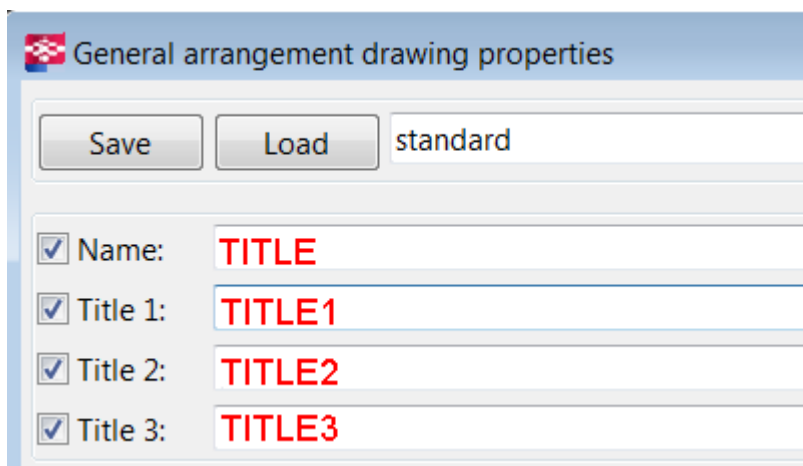 General arrangement drawing properties
Save Load standard
Name: TITLE
Title 1: TITLE1
Title 2: TITLE2
Title 3: TITLE3